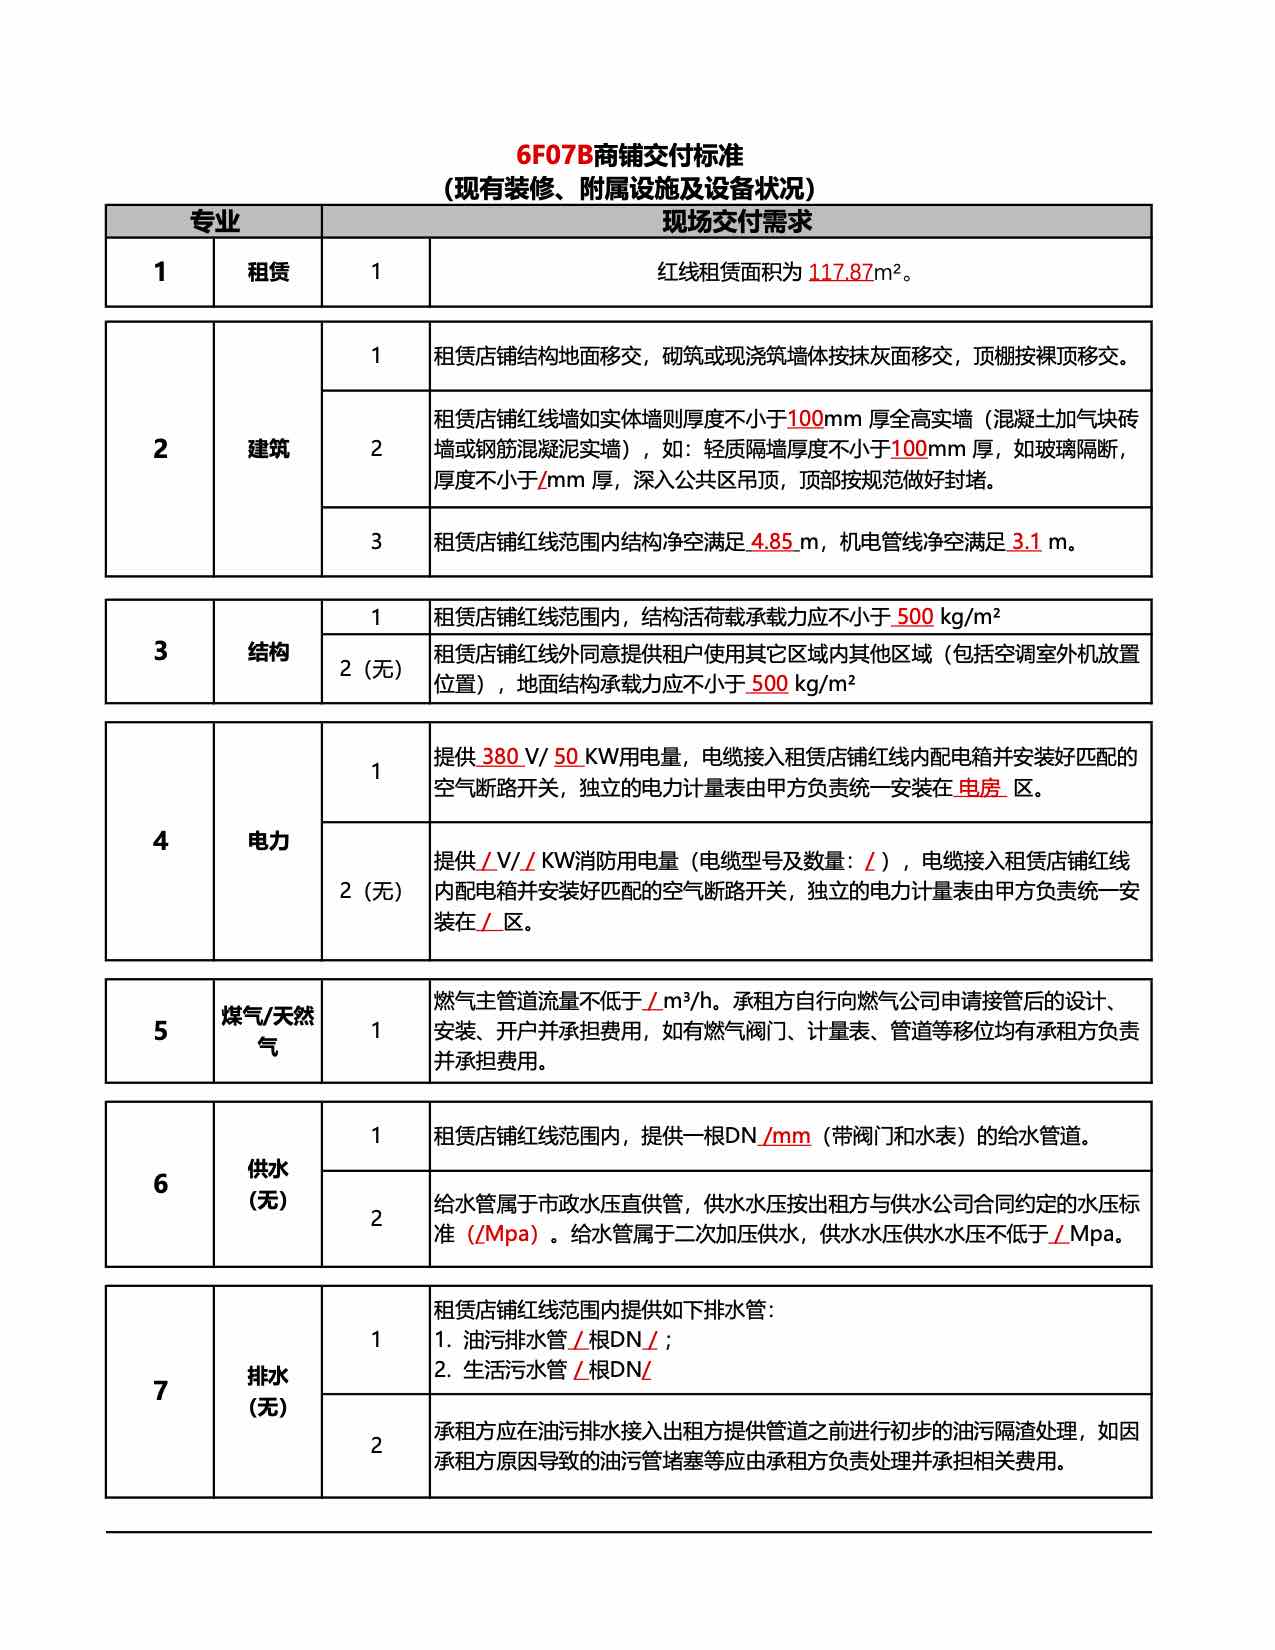 6F07B商铺交付标准
（现有装修、附属设施及设备状况）
专业 现场交付需求
1 租赁 1 红线租赁面积为 117.87m²。
1 租赁店铺结构地面移交，砌筑或现浇筑墙体按抹灰面移交，顶棚按裸顶移交。
2 建筑 2
租赁店铺红线墙如实体墙则厚度不小于100mm 厚全高实墙（混凝土加气块砖
墙或钢筋混凝泥实墙），如：轻质隔墙厚度不小于100mm 厚，如玻璃隔断，
厚度不小于/mm 厚，深入公共区吊顶，顶部按规范做好封堵。
3 租赁店铺红线范围内结构净空满足 4.85 m，机电管线净空满足 3.1 m。
3 结构
1 租赁店铺红线范围内，结构活荷载承载力应不小于 500 kg/m²
2（无）
租赁店铺红线外同意提供租户使用其它区域内其他区域（包括空调室外机放置
位置），地面结构承载力应不小于 500 kg/m²
4 电力
1
提供 380 V/ 50 KW用电量，电缆接入租赁店铺红线内配电箱并安装好匹配的
空气断路开关，独立的电力计量表由甲方负责统一安装在 电房 区。
2（无）
提供 / V/ / KW消防用电量（电缆型号及数量：/ ），电缆接入租赁店铺红线
内配电箱并安装好匹配的空气断路开关，独立的电力计量表由甲方负责统一安
装在 / 区。
5
煤气/天然
气
1
燃气主管道流量不低于 / m³/h。承租方自行向燃气公司申请接管后的设计、
安装、开户并承担费用，如有燃气阀门、计量表、管道等移位均有承租方负责
并承担费用。
6
供水
（无）
1 租赁店铺红线范围内，提供一根DN /mm（带阀门和水表）的给水管道。
2
给水管属于市政水压直供管，供水水压按出租方与供水公司合同约定的水压标
准（/Mpa）。给水管属于二次加压供水，供水水压供水水压不低于 / Mpa。
7
排水
（无）
1
租赁店铺红线范围内提供如下排水管：
1. 油污排水管 / 根DN / ；
2. 生活污水管 / 根DN/
2
承租方应在油污排水接入出租方提供管道之前进行初步的油污隔渣处理，如因
承租方原因导致的油污管堵塞等应由承租方负责处理并承担相关费用。